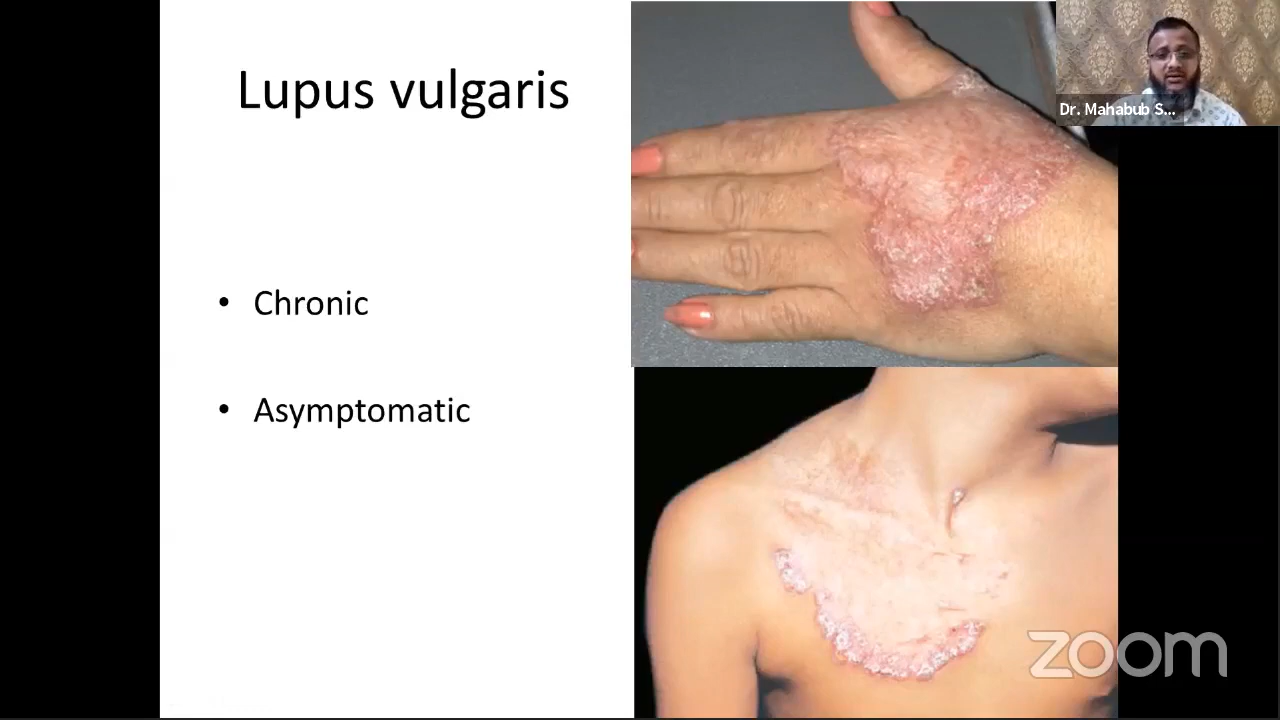 Lupus vulgaris
• Chronic
• Asymptomatic
Dr. Mahabub S...
zoom